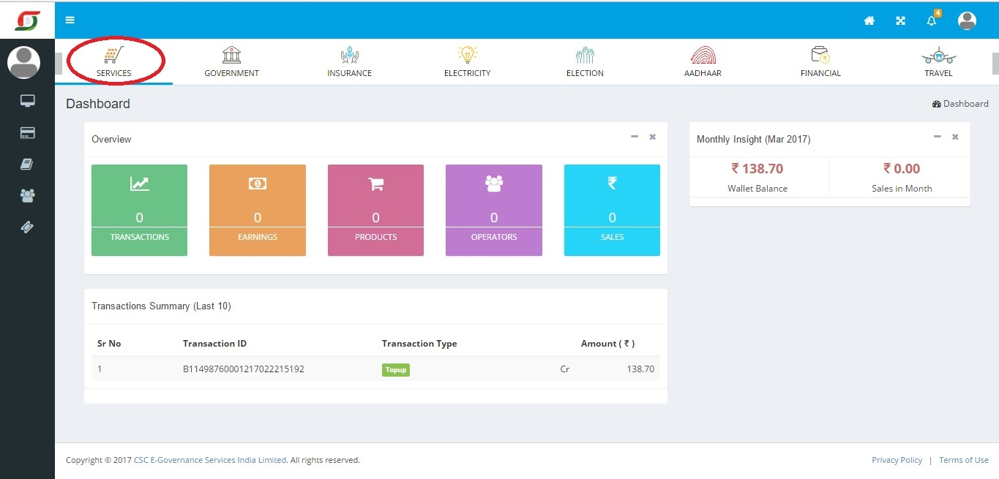 4
SERVICES GOVERNMENT INSURANCE ELECTRICITY ELECTION AADHAAR FINANCIAL TRAVEL
Dashboard
Dashboard
Overview
0 0 0 0 0
TRANSACTIONS EARNINGS PRODUCTS OPERATORS SALES
Monthly Insight (Mar 2017)
₹ 138.70 ₹ 0.00
Wallet Balance Sales in Month
Transactions Summary (Last 10)
Sr No Transaction ID Transaction Type Amount ( ₹ )
1 B11498760001217022215192 Topup Cr 138.70
Copyright © 2017 CSC E-Governance Services India Limited. All rights reserved.
Privacy Policy | Terms of Use